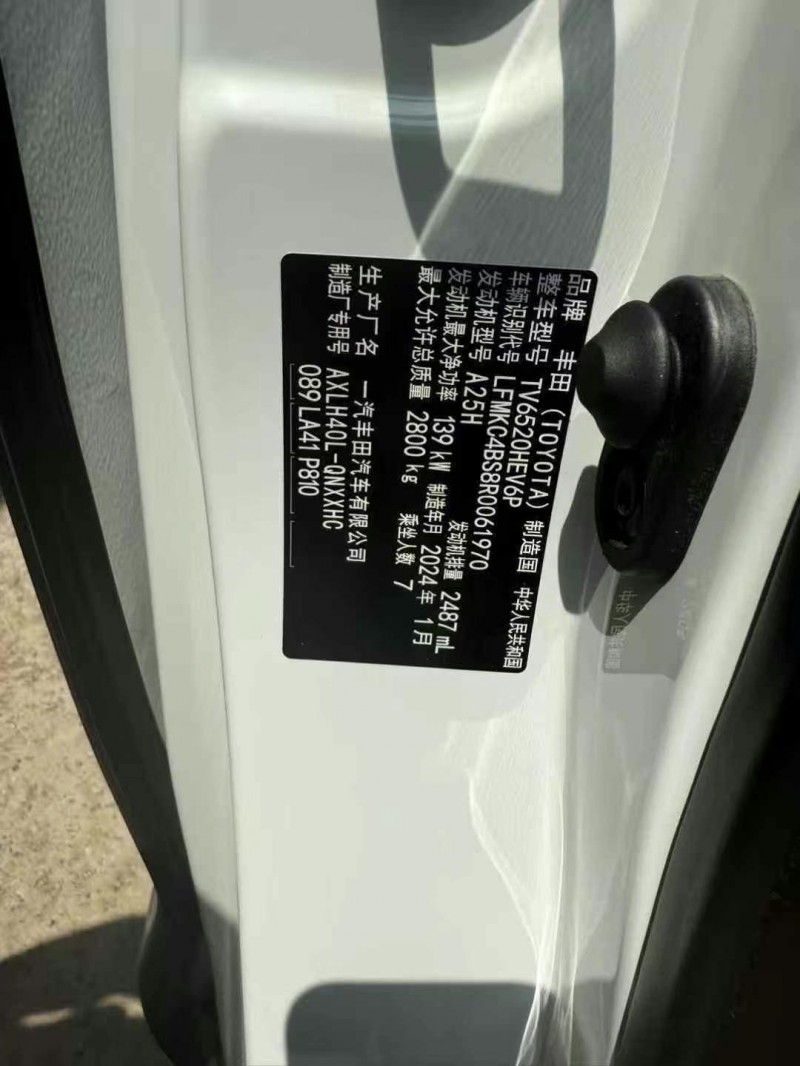 品牌 丰田（TOYOTA） 制造国 中华人民共和国
整车型号 TV6520HEV6P
车辆识别代号 LFMKC4BS8R0061970
发动机型号 A25H 发动机排量 2487 mL
发动机最大净功率 139 kW 制造年月 2024 年 1 月
最大允许总质量 2800 kg 乘坐人数 7
生产厂名 一汽丰田汽车有限公司
制造厂专用号 AXLH40L-QNXXHC
089 LA41 P810